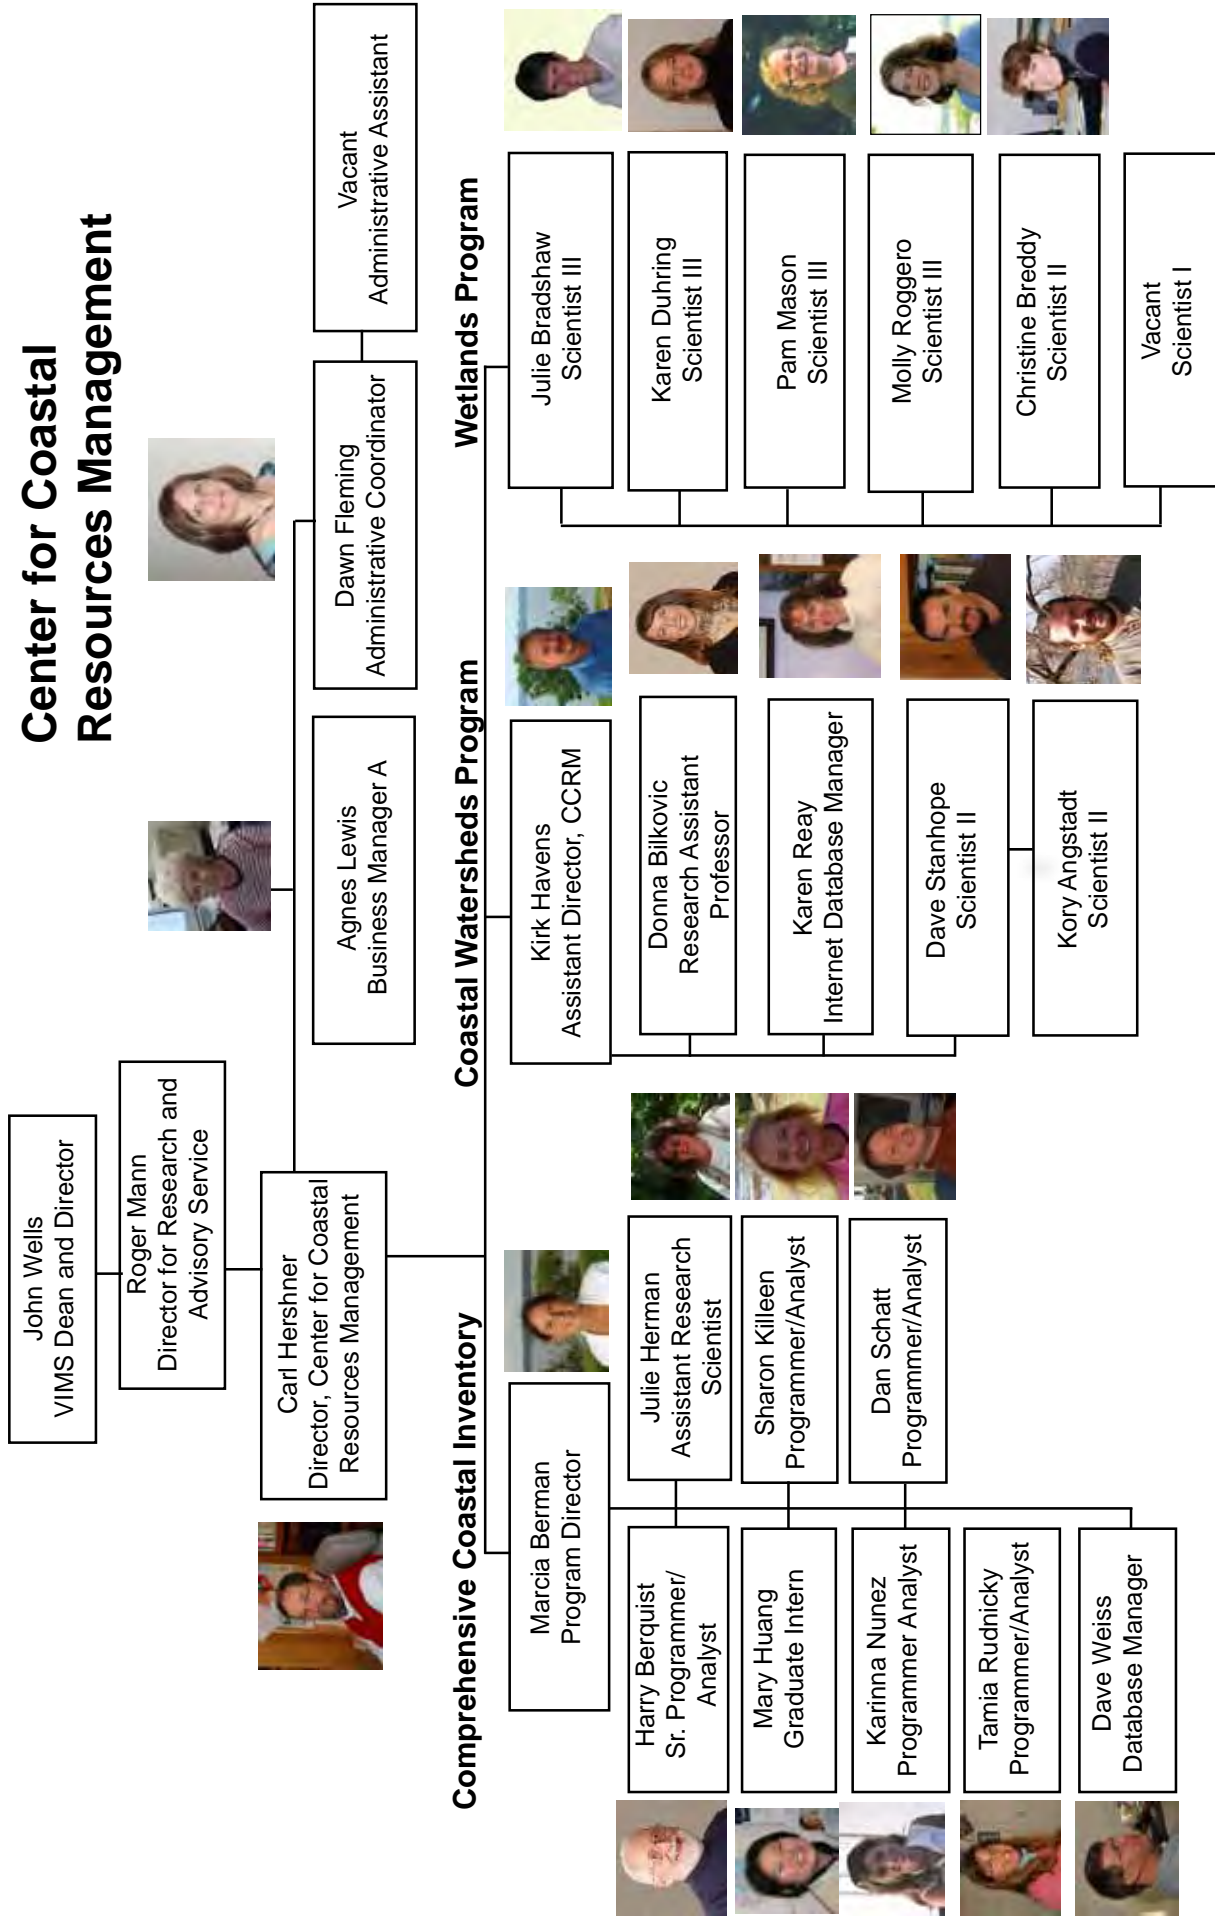 Center for Coastal
Resources Management
John Wells
VIMS Dean and Director
Roger Mann
Director for Research and
Advisory Service
Carl Hershner
Director, Center for Coastal
Resources Management
Agnes Lewis
Business Manager A
Dawn Fleming
Administrative Coordinator
Vacant
Administrative Assistant
Comprehensive Coastal Inventory
Marcia Berman
Program Director
Harry Berquist
Sr. Programmer/
Analyst
Mary Huang
Graduate Intern
Karinna Nunez
Programmer Analyst
Tamia Rudnicky
Programmer/Analyst
Dave Weiss
Database Manager
Julie Herman
Assistant Research
Scientist
Sharon Killeen
Programmer/Analyst
Dan Schatt
Programmer/Analyst
Coastal Watersheds Program
Kirk Havens
Assistant Director, CCRM
Donna Bilkovic
Research Assistant
Professor
Karen Reay
Internet Database Manager
Dave Stanhope
Scientist II
Kory Angstadt
Scientist II
Wetlands Program
Julie Bradshaw
Scientist III
Karen Duhring
Scientist III
Pam Mason
Scientist III
Molly Roggero
Scientist III
Christine Breddy
Scientist II
Vacant
Scientist I